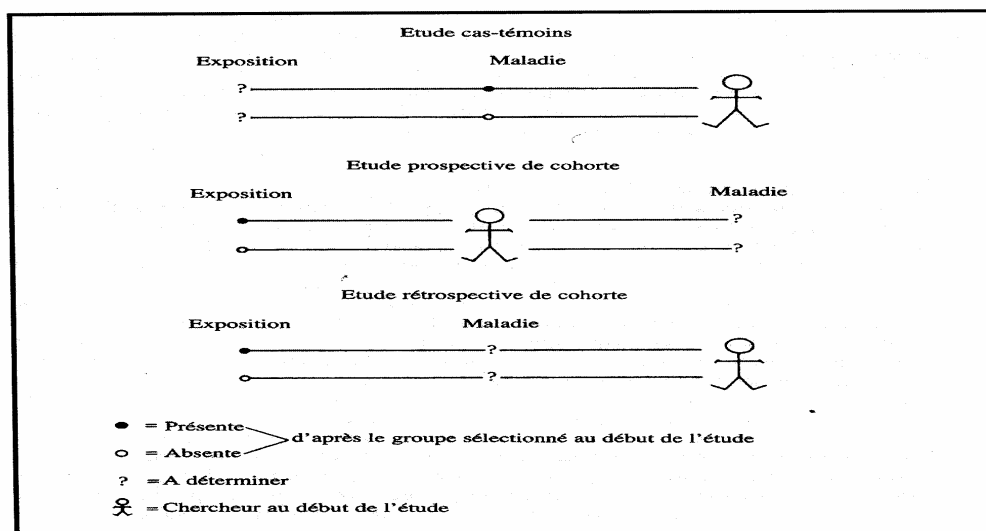 Etude cas-témoins
Exposition Maladie
?
?
Etude prospective de cohorte
Exposition Maladie
?
?
Etude rétrospective de cohorte
Exposition Maladie
?
?
● = Présente
d'après le groupe sélectionné au début de l'étude
○ = Absente
? = A déterminer
= Chercheur au début de l'étude